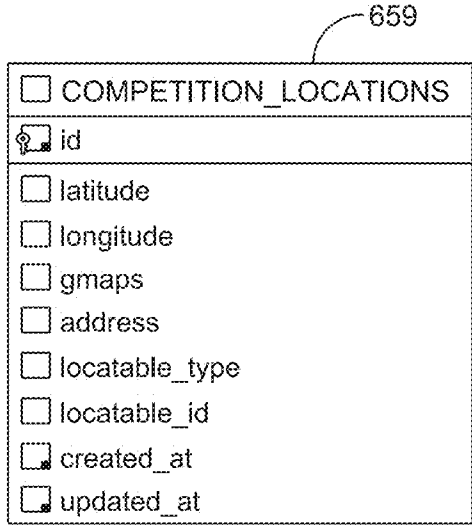 659
COMPETITION_LOCATIONS
id
latitude
longitude
gmaps
address
locatable_type
locatable_id
created_at
updated_at